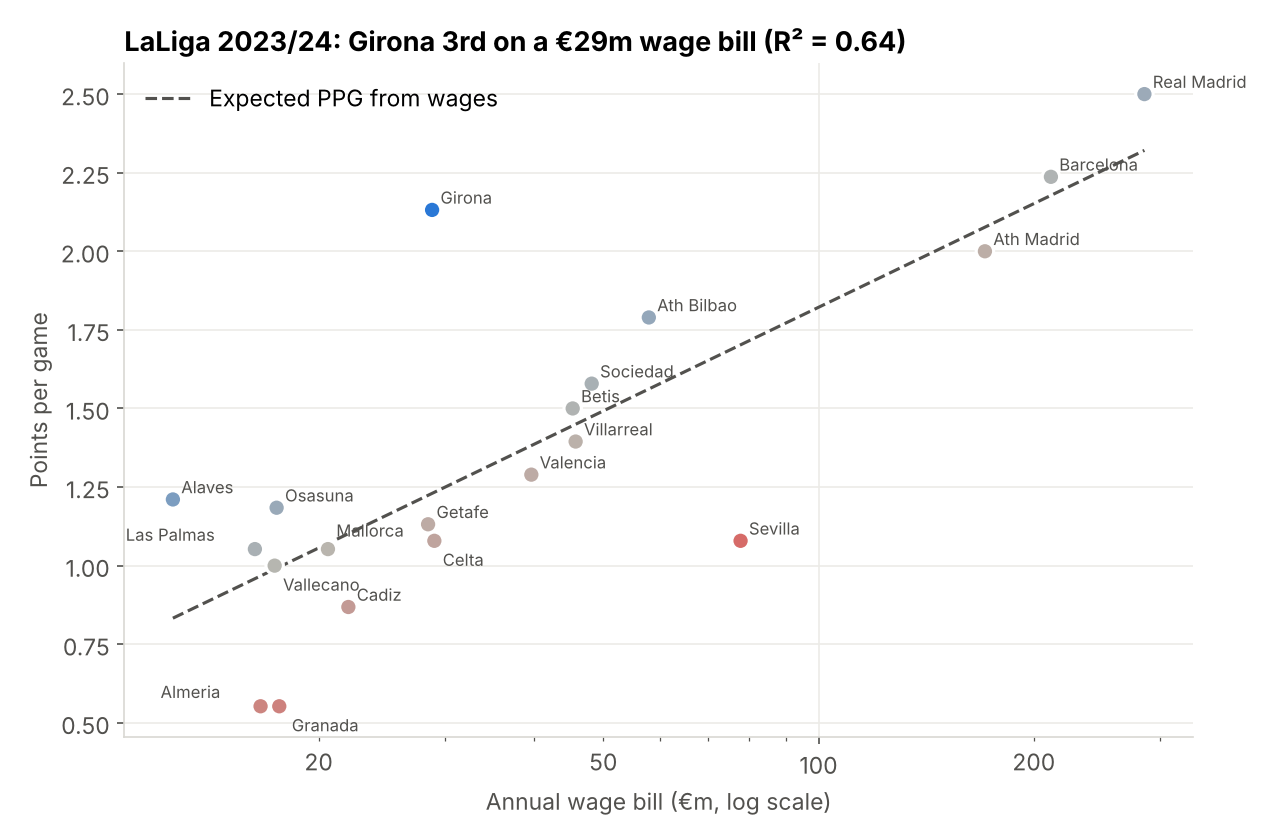 LaLiga 2023/24: Girona 3rd on a €29m wage bill (R² = 0.64)
Expected PPG from wages
Real Madrid
Barcelona
Girona
Ath Madrid
Ath Bilbao
Sociedad
Betis
Villarreal
Valencia
Alaves
Osasuna
Getafe
Mallorca
Sevilla
Las Palmas
Celta
Vallecano
Cadiz
Almeria
Granada
Points per game
2.50
2.25
2.00
1.75
1.50
1.25
1.00
0.75
0.50
20
50
100
200
Annual wage bill (€m, log scale)